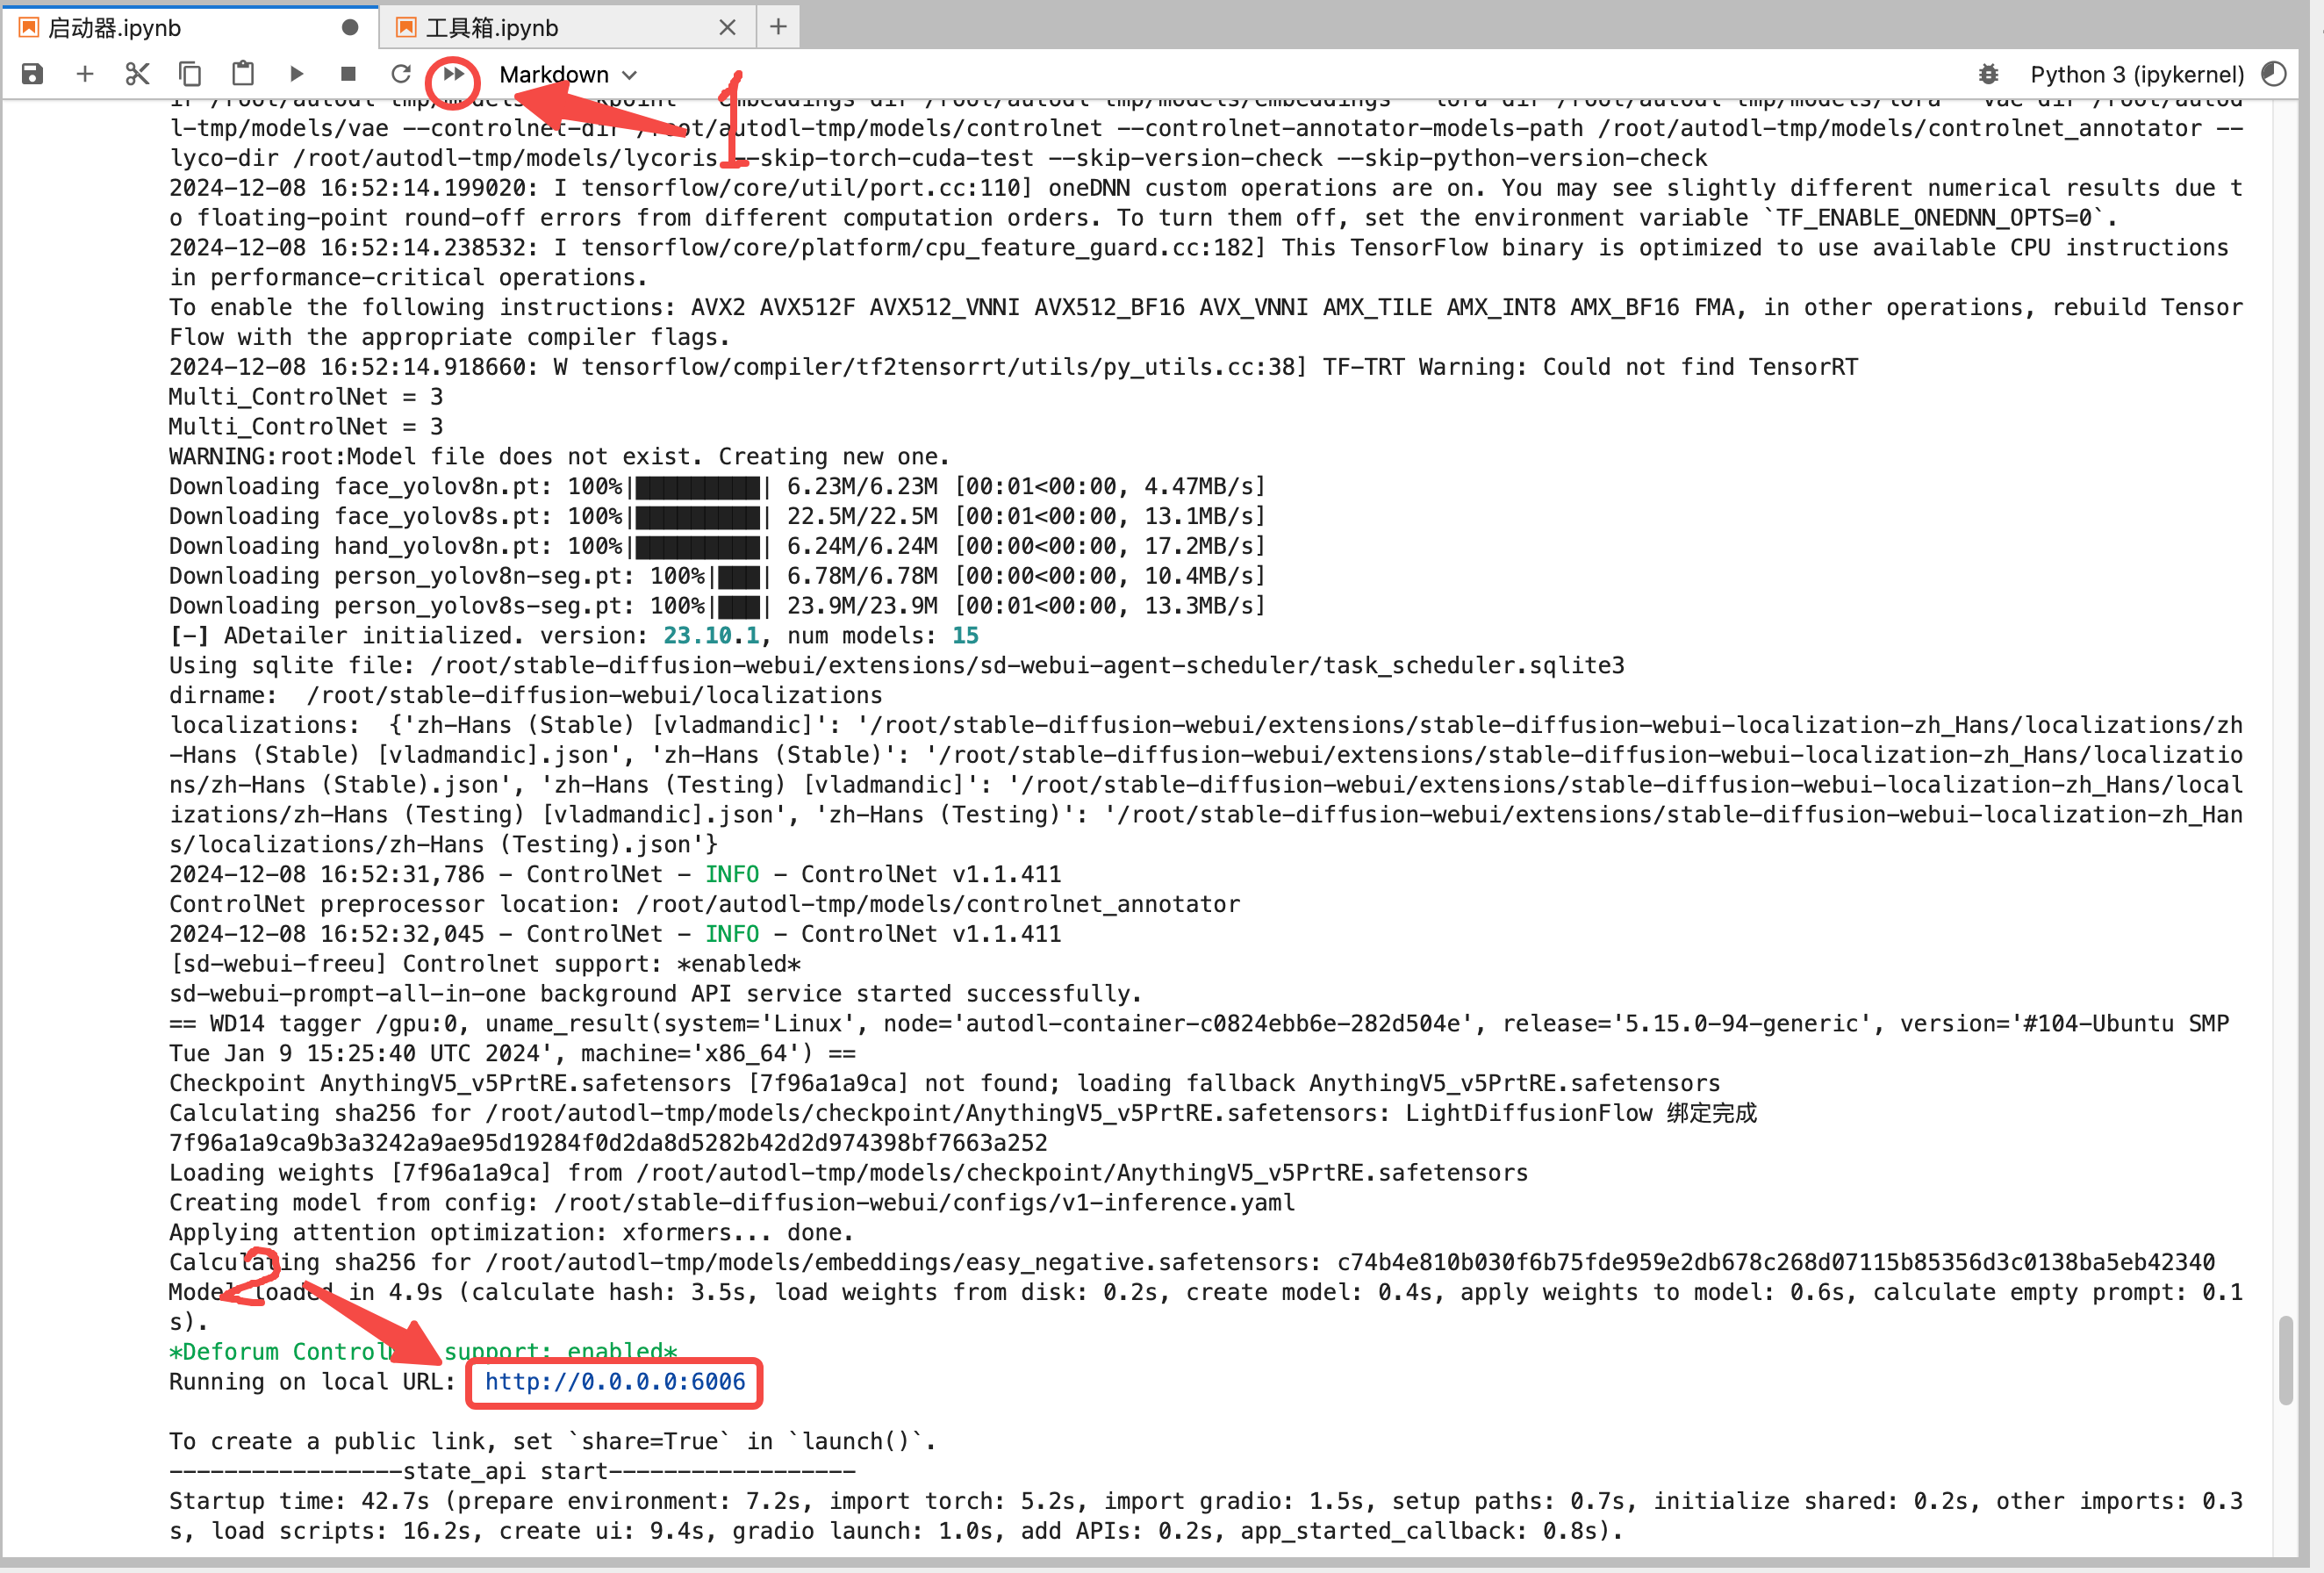 启动器.ipynb
工具箱.ipynb
Markdown
Python 3 (ipykernel)
1
l-tmp/models/vae --controlnet-dir /root/autodl-tmp/models/controlnet --controlnet-annotator-models-path /root/autodl-tmp/models/controlnet_annotator --
lyco-dir /root/autodl-tmp/models/lycoris --skip-torch-cuda-test --skip-version-check --skip-python-version-check
2024-12-08 16:52:14.199020: I tensorflow/core/util/port.cc:110] oneDNN custom operations are on. You may see slightly different numerical results due t
o floating-point round-off errors from different computation orders. To turn them off, set the environment variable `TF_ENABLE_ONEDNN_OPTS=0`.
2024-12-08 16:52:14.238532: I tensorflow/core/platform/cpu_feature_guard.cc:182] This TensorFlow binary is optimized to use available CPU instructions
in performance-critical operations.
To enable the following instructions: AVX2 AVX512F AVX512_VNNI AVX512_BF16 AVX_VNNI AMX_TILE AMX_INT8 AMX_BF16 FMA, in other operations, rebuild Tensor
Flow with the appropriate compiler flags.
2024-12-08 16:52:14.918660: W tensorflow/compiler/tf2tensorrt/utils/py_utils.cc:38] TF-TRT Warning: Could not find TensorRT
Multi_ControlNet = 3
Multi_ControlNet = 3
WARNING:root:Model file does not exist. Creating new one.
Downloading face_yolov8n.pt: 100%|█████████| 6.23M/6.23M [00:01<00:00, 4.47MB/s]
Downloading face_yolov8s.pt: 100%|█████████| 22.5M/22.5M [00:01<00:00, 13.1MB/s]
Downloading hand_yolov8n.pt: 100%|█████████| 6.24M/6.24M [00:00<00:00, 17.2MB/s]
Downloading person_yolov8n-seg.pt: 100%|███| 6.78M/6.78M [00:00<00:00, 10.4MB/s]
Downloading person_yolov8s-seg.pt: 100%|███| 23.9M/23.9M [00:01<00:00, 13.3MB/s]
[-] ADetailer initialized. version: 23.10.1, num models: 15
Using sqlite file: /root/stable-diffusion-webui/extensions/sd-webui-agent-scheduler/task_scheduler.sqlite3
dirname:  /root/stable-diffusion-webui/localizations
localizations:  {'zh-Hans (Stable) [vladmandic]': '/root/stable-diffusion-webui/extensions/stable-diffusion-webui-localization-zh_Hans/localizations/zh
-Hans (Stable) [vladmandic].json', 'zh-Hans (Stable)': '/root/stable-diffusion-webui/extensions/stable-diffusion-webui-localization-zh_Hans/localizatio
ns/zh-Hans (Stable).json', 'zh-Hans (Testing) [vladmandic]': '/root/stable-diffusion-webui/extensions/stable-diffusion-webui-localization-zh_Hans/local
izations/zh-Hans (Testing) [vladmandic].json', 'zh-Hans (Testing)': '/root/stable-diffusion-webui/extensions/stable-diffusion-webui-localization-zh_Han
s/localizations/zh-Hans (Testing).json'}
2024-12-08 16:52:31,786 - ControlNet - INFO - ControlNet v1.1.411
ControlNet preprocessor location: /root/autodl-tmp/models/controlnet_annotator
2024-12-08 16:52:32,045 - ControlNet - INFO - ControlNet v1.1.411
[sd-webui-freeu] Controlnet support: *enabled*
sd-webui-prompt-all-in-one background API service started successfully.
== WD14 tagger /gpu:0, uname_result(system='Linux', node='autodl-container-c0824ebb6e-282d504e', release='5.15.0-94-generic', version='#104-Ubuntu SMP
Tue Jan 9 15:25:40 UTC 2024', machine='x86_64') ==
Checkpoint AnythingV5_v5PrtRE.safetensors [7f96a1a9ca] not found; loading fallback AnythingV5_v5PrtRE.safetensors
Calculating sha256 for /root/autodl-tmp/models/checkpoint/AnythingV5_v5PrtRE.safetensors: LightDiffusionFlow 绑定完成
7f96a1a9ca9b3a3242a9ae95d19284f0d2da8d5282b42d2d974398bf7663a252
Loading weights [7f96a1a9ca] from /root/autodl-tmp/models/checkpoint/AnythingV5_v5PrtRE.safetensors
Creating model from config: /root/stable-diffusion-webui/configs/v1-inference.yaml
Applying attention optimization: xformers... done.
Calculating sha256 for /root/autodl-tmp/models/embeddings/easy_negative.safetensors: c74b4e810b030f6b75fde959e2db678c268d07115b85356d3c0138ba5eb42340
2
Model loaded in 4.9s (calculate hash: 3.5s, load weights from disk: 0.2s, create model: 0.4s, apply weights to model: 0.6s, calculate empty prompt: 0.1
s).
*Deforum ControlNet support: enabled*
Running on local URL:  http://0.0.0.0:6006
To create a public link, set `share=True` in `launch()`.
-----------------state_api start------------------
Startup time: 42.7s (prepare environment: 7.2s, import torch: 5.2s, import gradio: 1.5s, setup paths: 0.7s, initialize shared: 0.2s, other imports: 0.3
s, load scripts: 16.2s, create ui: 9.4s, gradio launch: 1.0s, add APIs: 0.2s, app_started_callback: 0.8s).